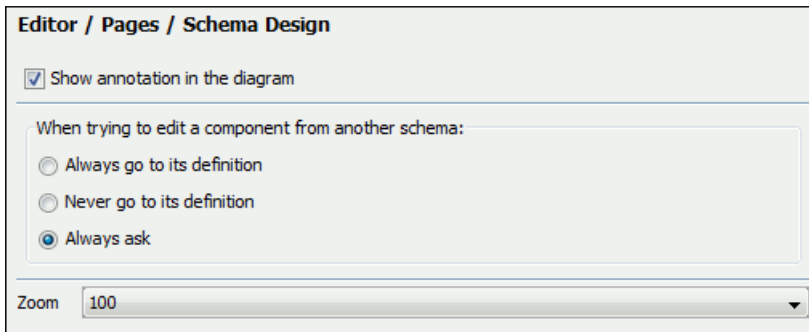 Editor / Pages / Schema Design
Show annotation in the diagram
When trying to edit a component from another schema:
Always go to its definition
Never go to its definition
Always ask
Zoom 100